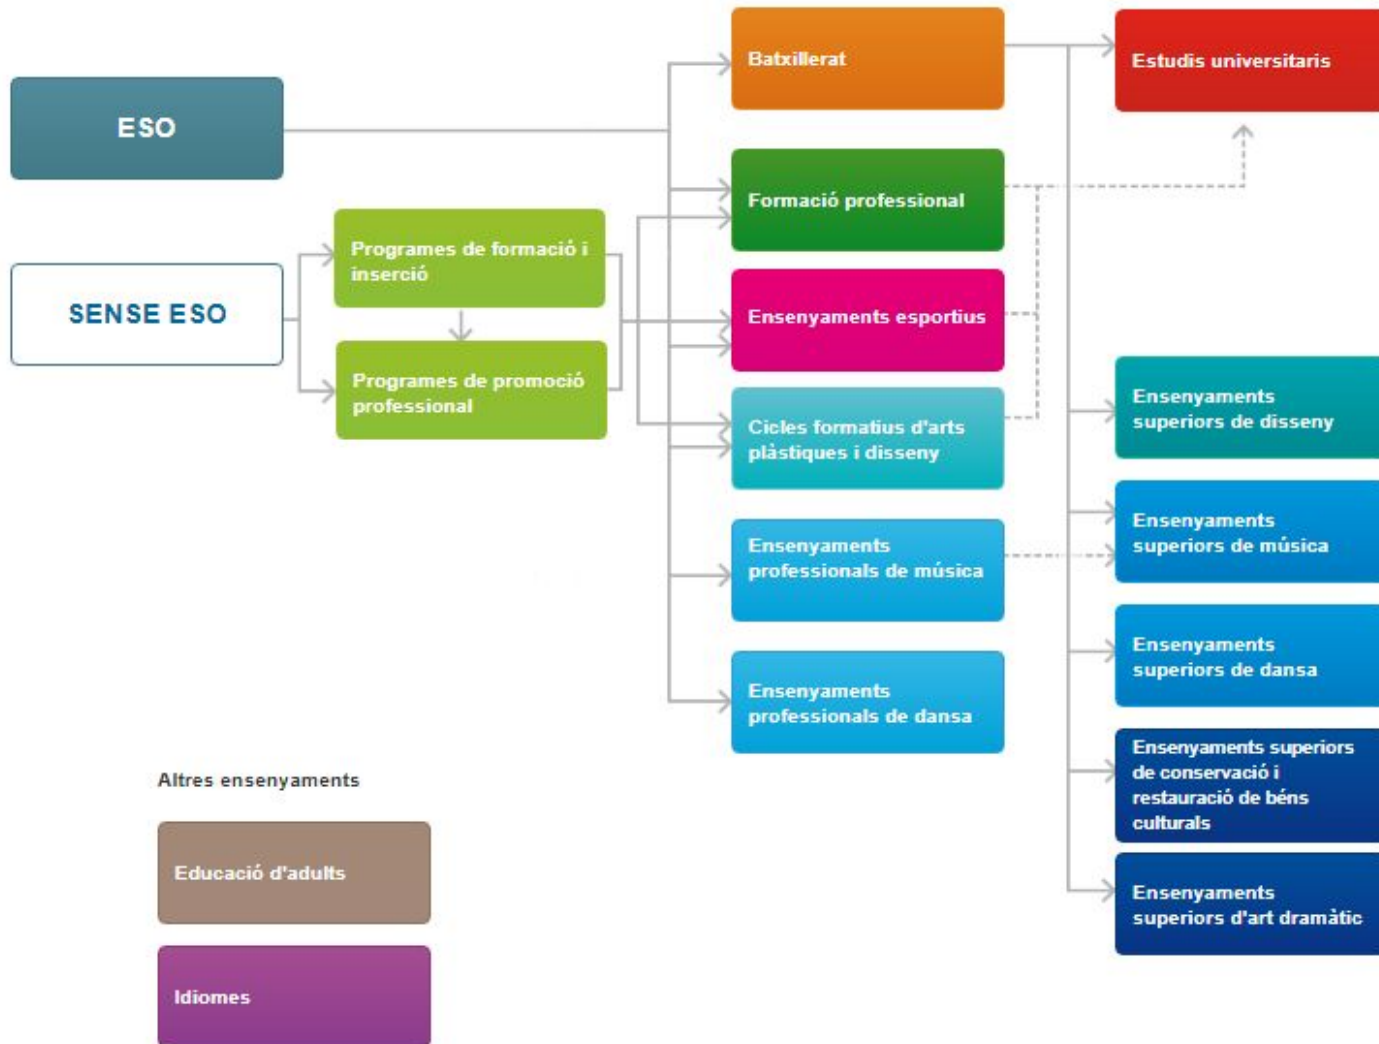 ESO
SENSE ESO
Programes de formació i
inserció
Programes de promoció
professional
Batxillerat
Formació professional
Ensenyaments esportius
Cicles formatius d'arts
plàstiques i disseny
Ensenyaments
professionals de música
Ensenyaments
professionals de dansa
Estudis universitaris
Ensenyaments
superiors de disseny
Ensenyaments
superiors de música
Ensenyaments
superiors de dansa
Ensenyaments superiors
de conservació i
restauració de béns
culturals
Ensenyaments
superiors d'art dramàtic
Altres ensenyaments
Educació d'adults
Idiomes